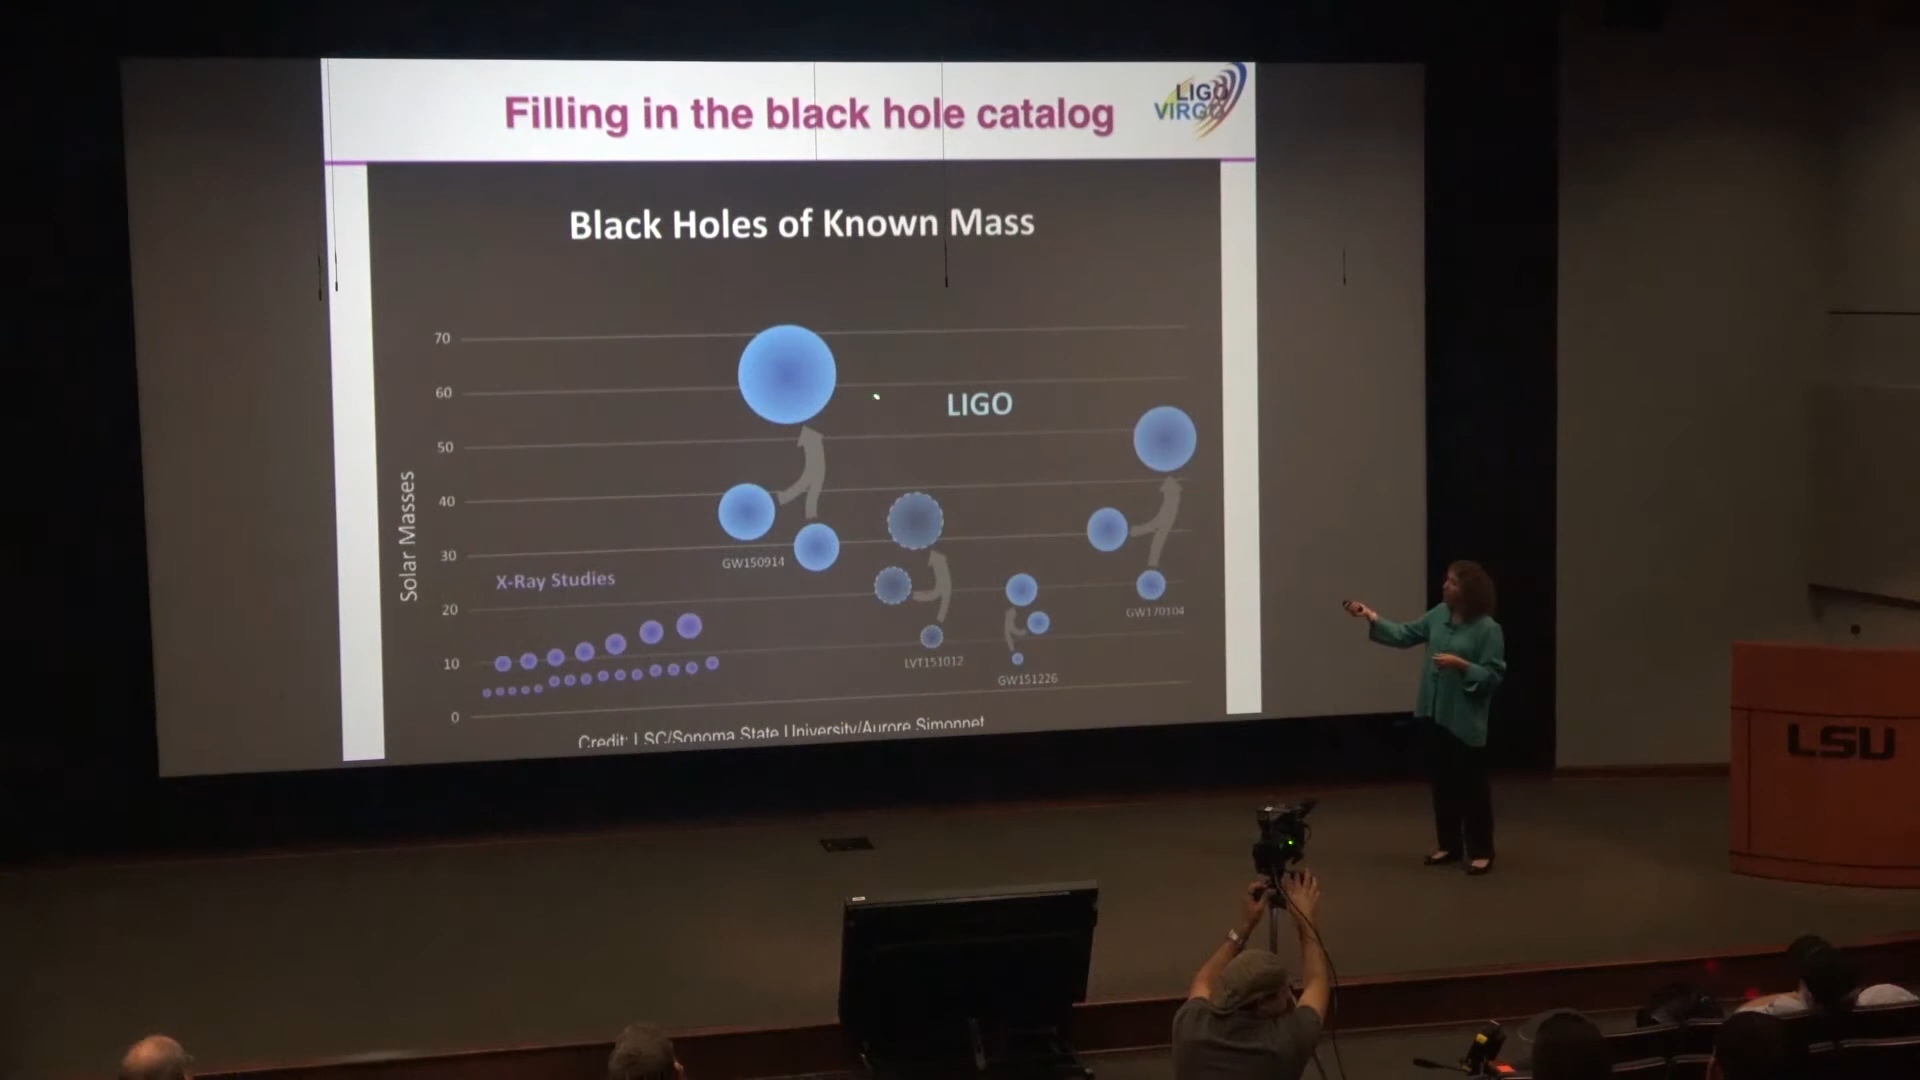 Filling in the black hole catalog
LIGO
VIRGO
Black Holes of Known Mass
70
60
50
40
30
20
10
0
Solar Masses
LIGO
X-Ray Studies
GW150914
LVT151012
GW151226
GW170104
Credit: LSC/Sonoma State University/Aurore Simonnet
LSU